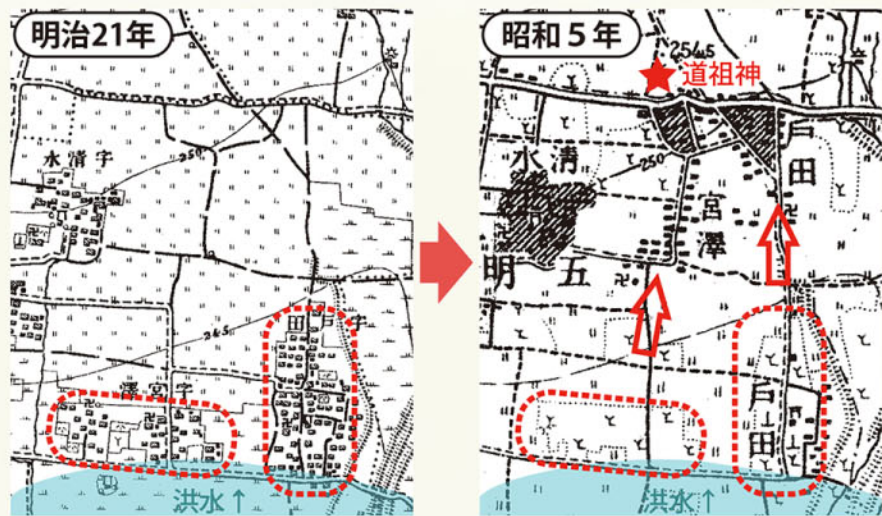 明治21年
字清水
250
245
字戸田
字宮澤
洪水↑
昭和5年
254.5
道祖神
戸田
清水
250
宮澤
五明
戸田
洪水↑